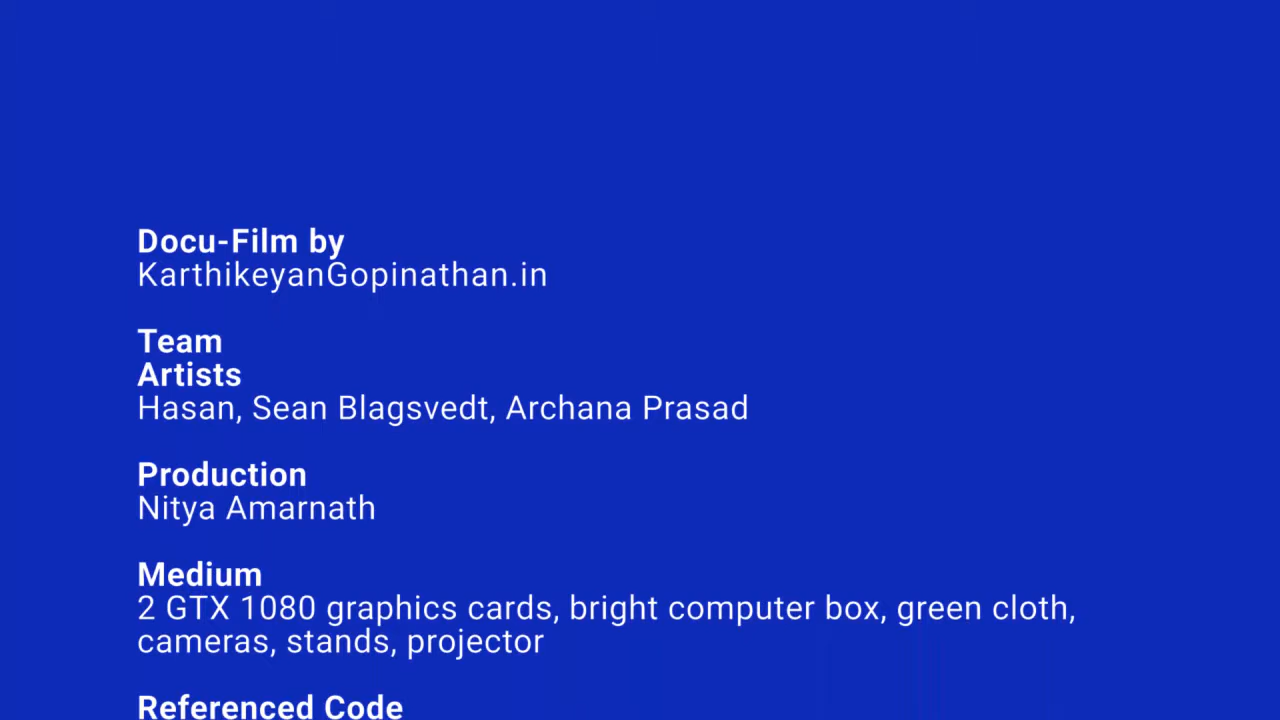 Docu-Film by
KarthikeyanGopinathan.in
Team
Artists
Hasan, Sean Blagsvedt, Archana Prasad
Production
Nitya Amarnath
Medium
2 GTX 1080 graphics cards, bright computer box, green cloth,
cameras, stands, projector
Referenced Code